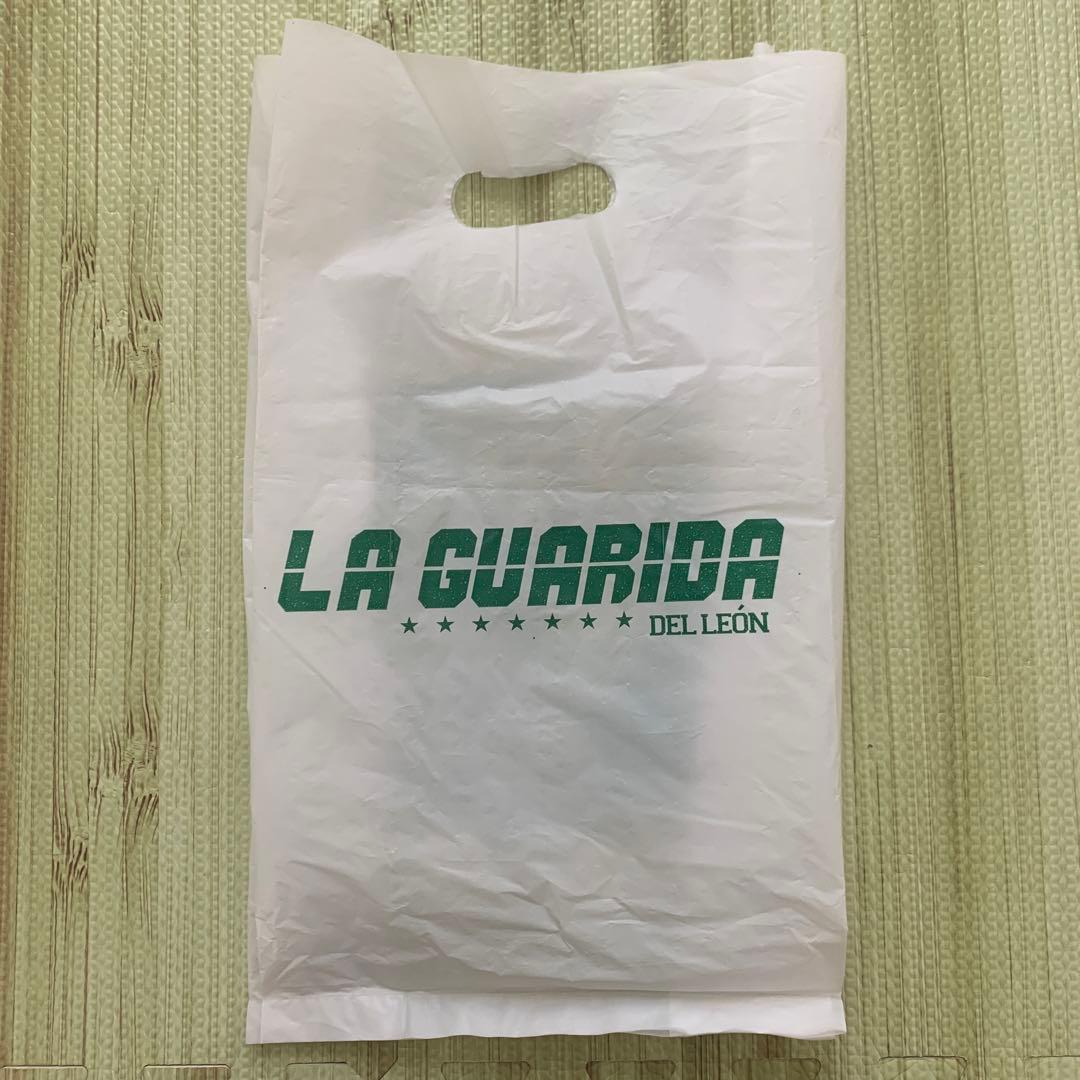 LA GUARIDA
★ ★ ★ ★ ★ ★ ★ DEL LEÓN